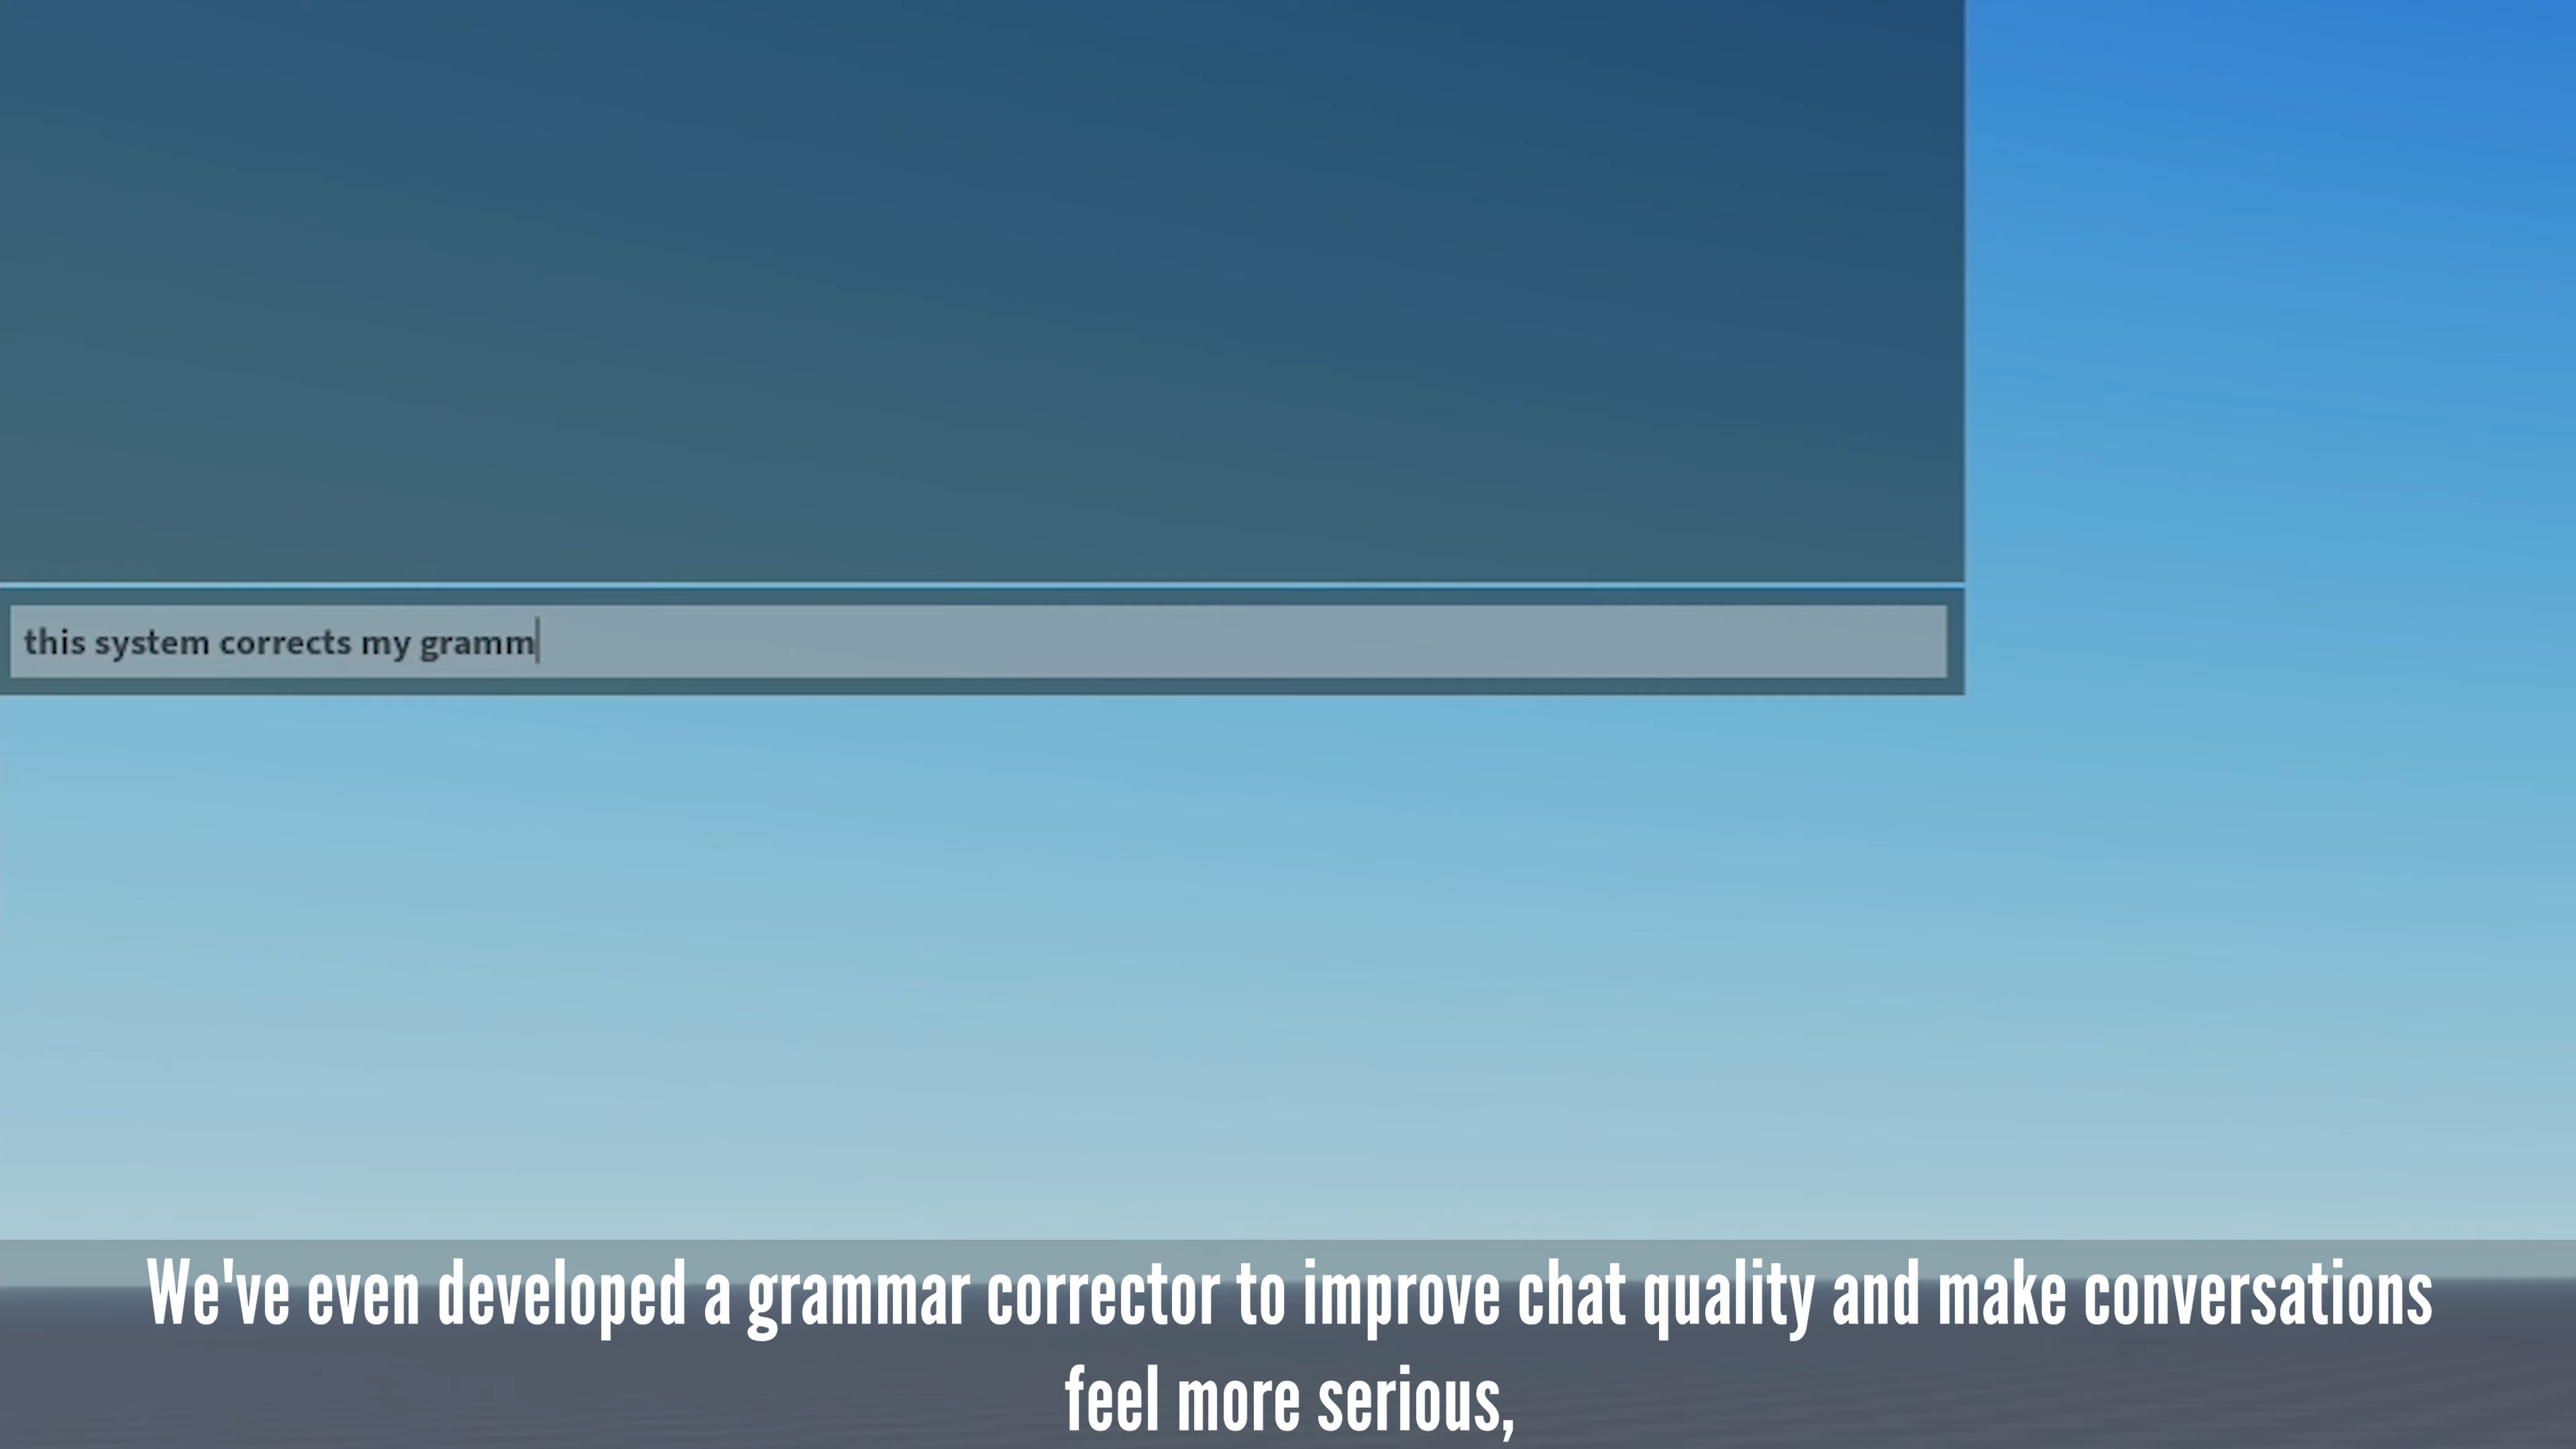 this system corrects my gramm
We've even developed a grammar corrector to improve chat quality and make conversations
feel more serious,